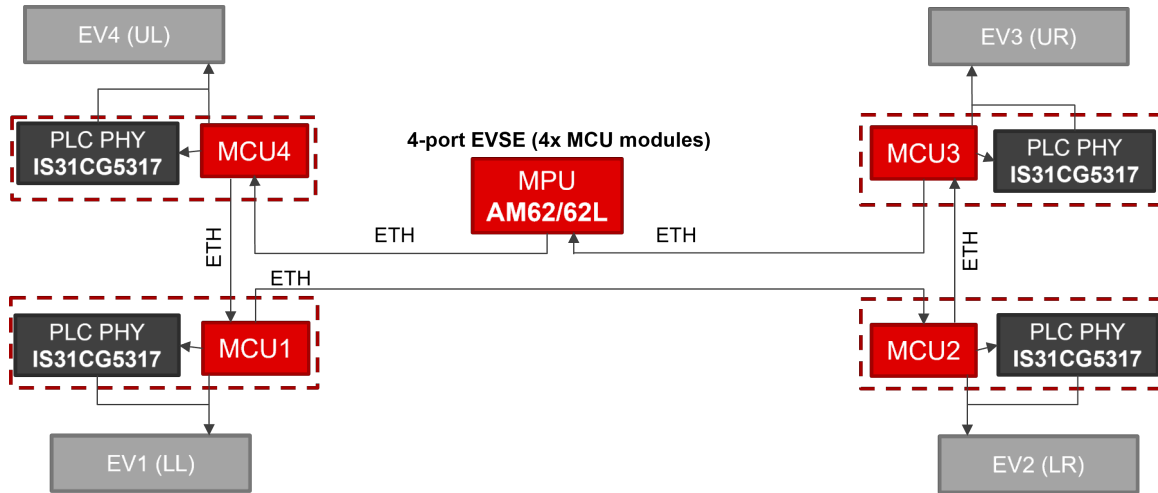 EV4 (UL)
EV3 (UR)
PLC PHY
IS31CG5317
MCU4
4-port EVSE (4x MCU modules)
MPU
AM62/62L
MCU3
PLC PHY
IS31CG5317
ETH
ETH
ETH
ETH
ETH
PLC PHY
IS31CG5317
MCU1
MCU2
PLC PHY
IS31CG5317
EV1 (LL)
EV2 (LR)